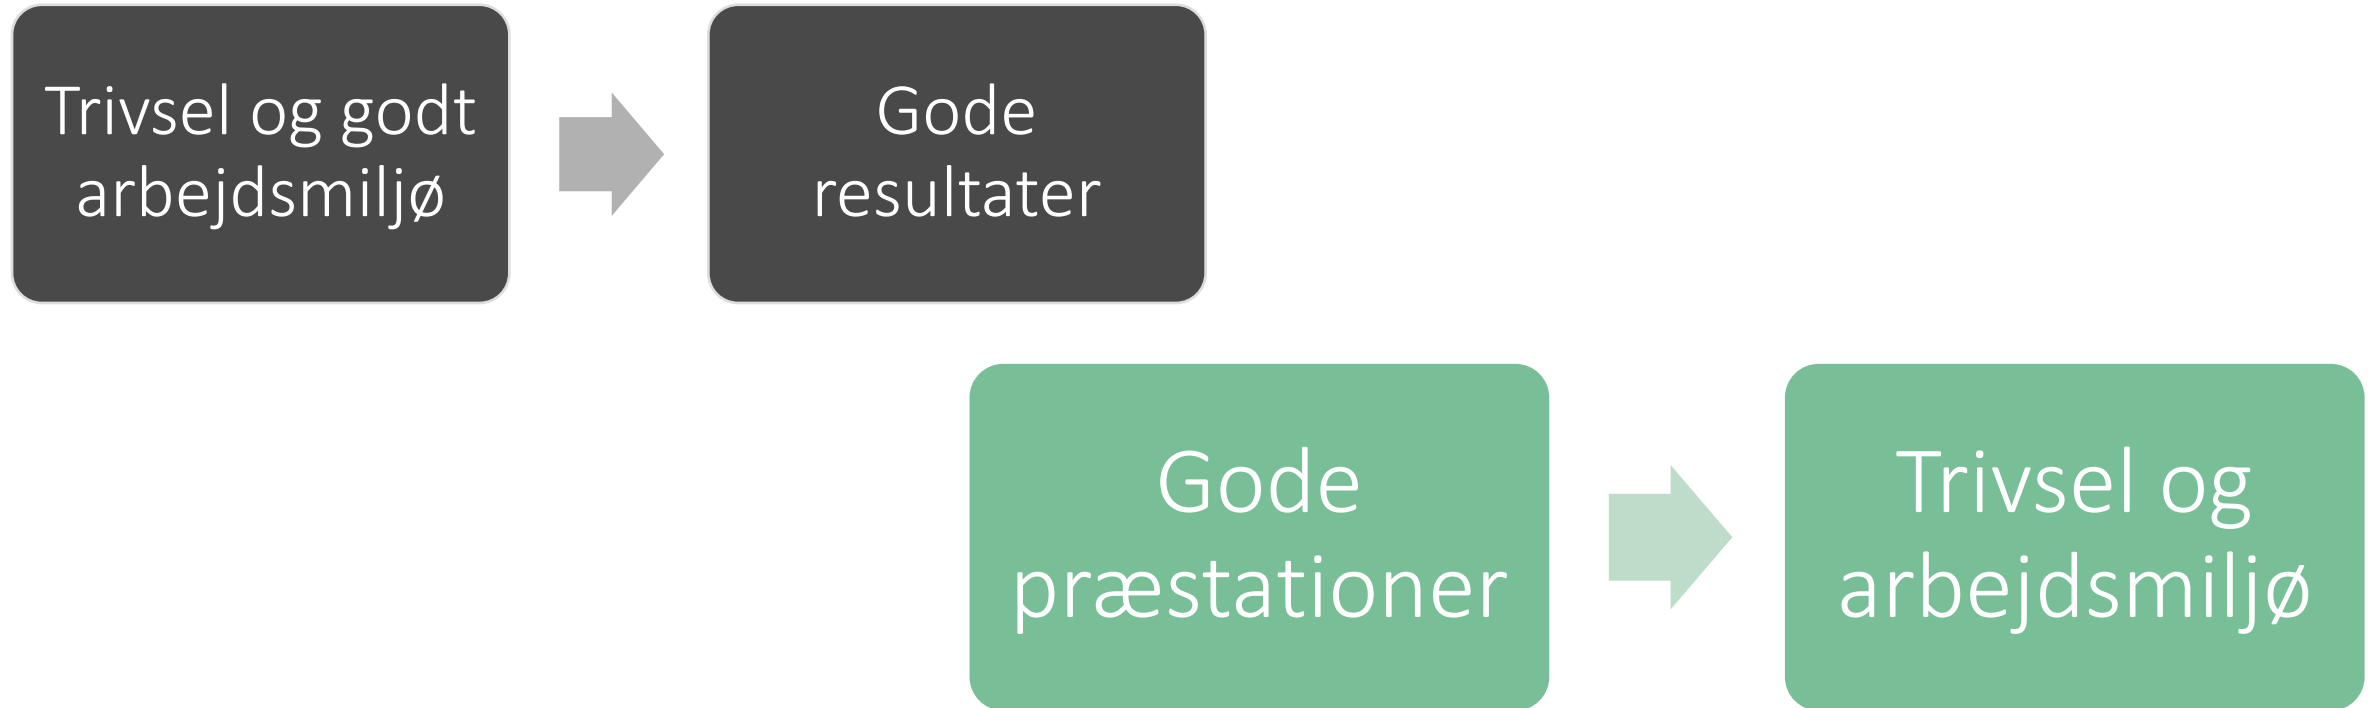 Trivsel og godt
arbejdsmiljø
Gode
resultater
Gode
præstationer
Trivsel og
arbejdsmiljø